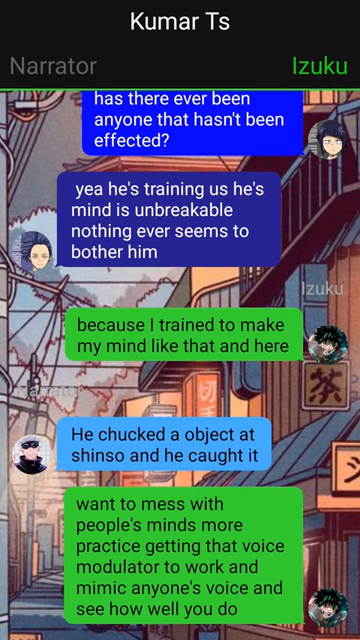 Kumar Ts
Narrator
Izuku
has there ever been
anyone that hasn't been
effected?
yea he's training us he's
mind is unbreakable
nothing ever seems to
bother him
Izuku
because I trained to make
my mind like that and here
Narrator
He chucked a object at
shinso and he caught it
want to mess with
people's minds more
practice getting that voice
modulator to work and
mimic anyone's voice and
see how well you do